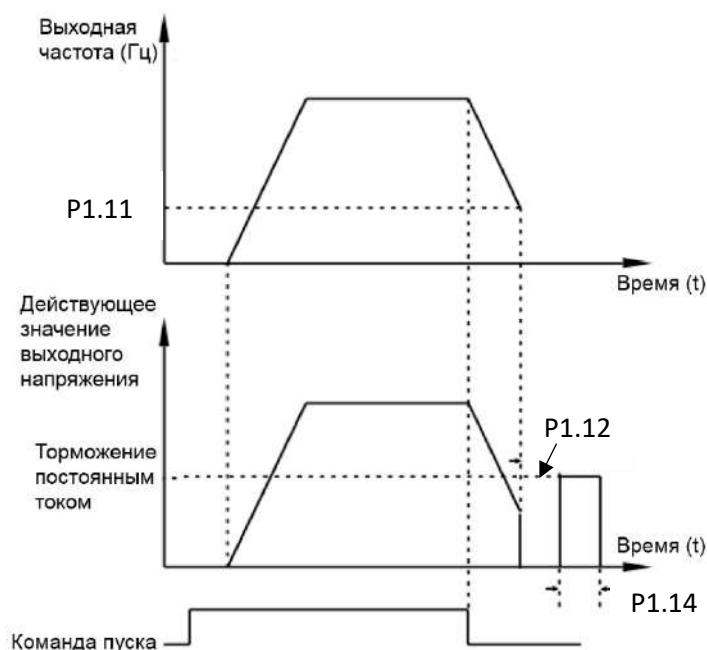 Выходная
частота (Гц)
P1.11
Время (t)
Действующее
значение
выходного
напряжения
P1.12
Торможение
постоянным
током
Время (t)
P1.14
Команда пуска